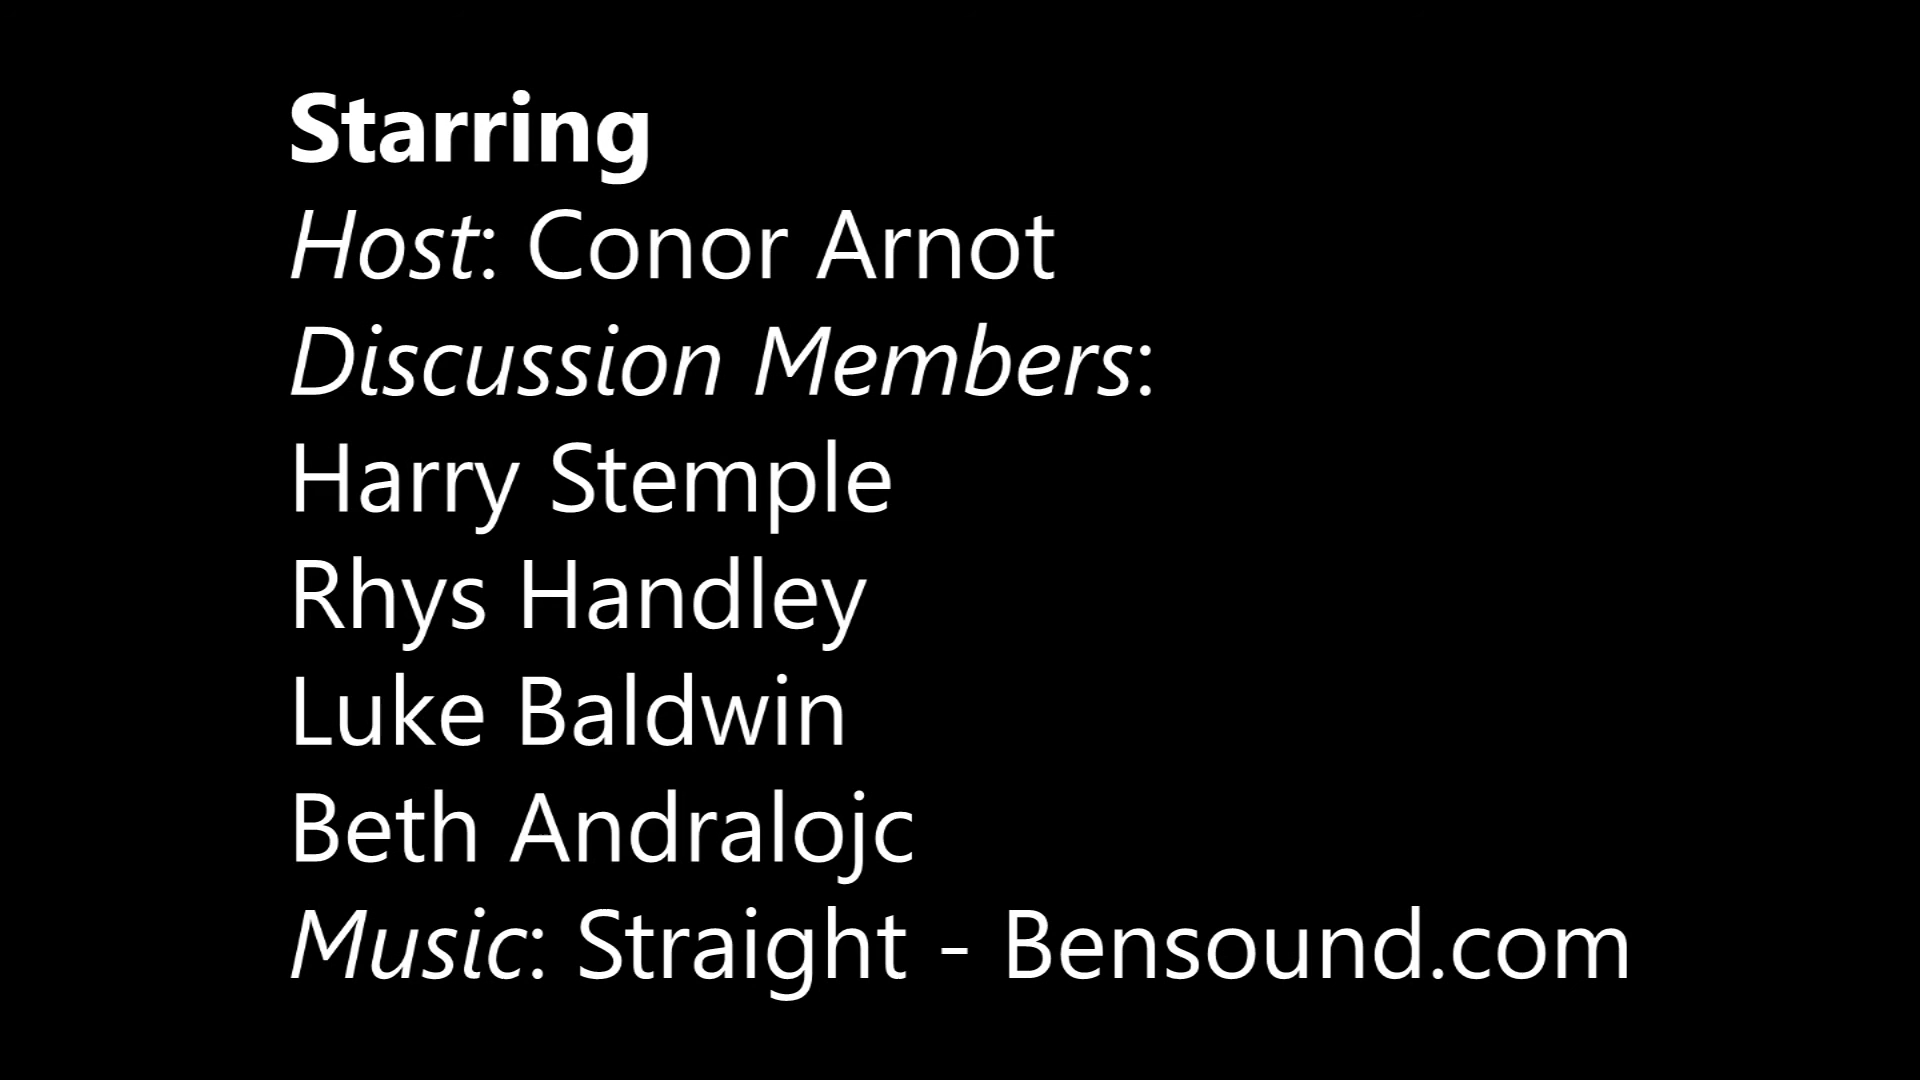 Starring
Host: Conor Arnot
Discussion Members:
Harry Stemple
Rhys Handley
Luke Baldwin
Beth Andralojc
Music: Straight - Bensound.com